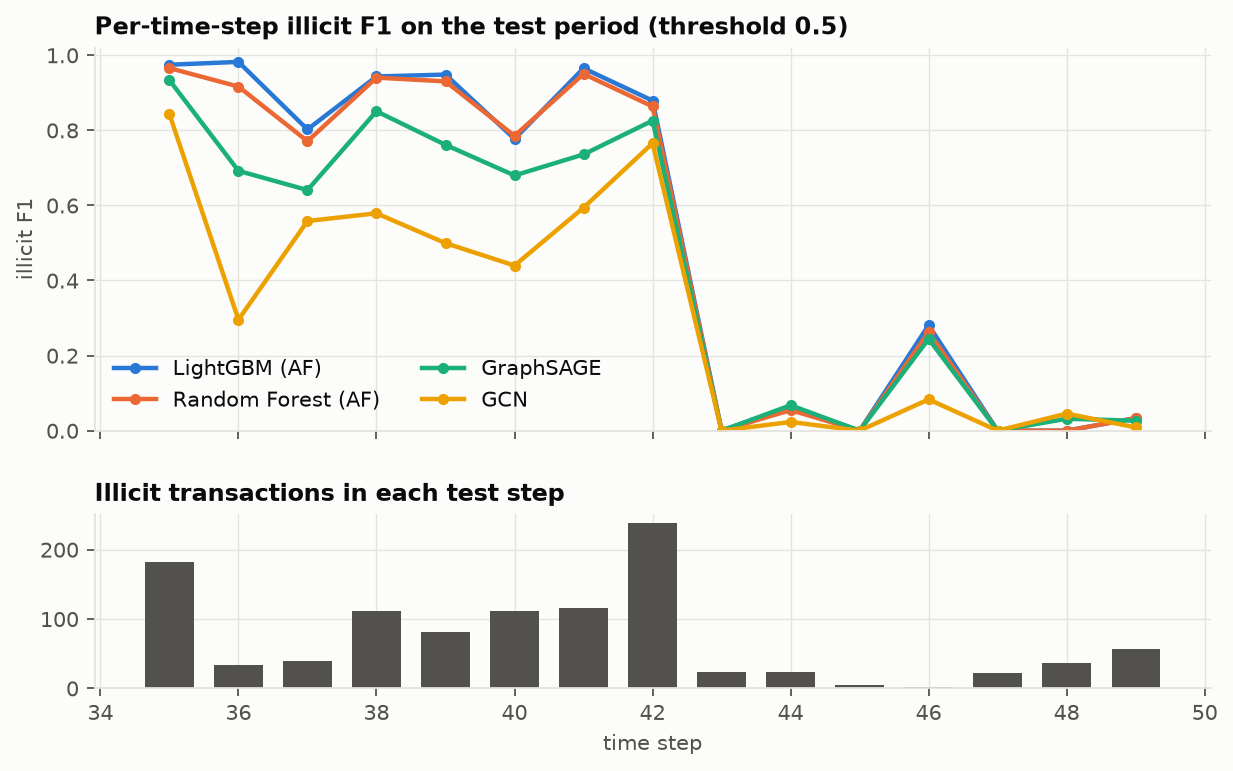 Per-time-step illicit F1 on the test period (threshold 0.5)
1.0
0.8
0.6
0.4
0.2
0.0
illicit F1
LightGBM (AF)
Random Forest (AF)
GraphSAGE
GCN
Illicit transactions in each test step
200
100
0
34 36 38 40 42 44 46 48 50
time step